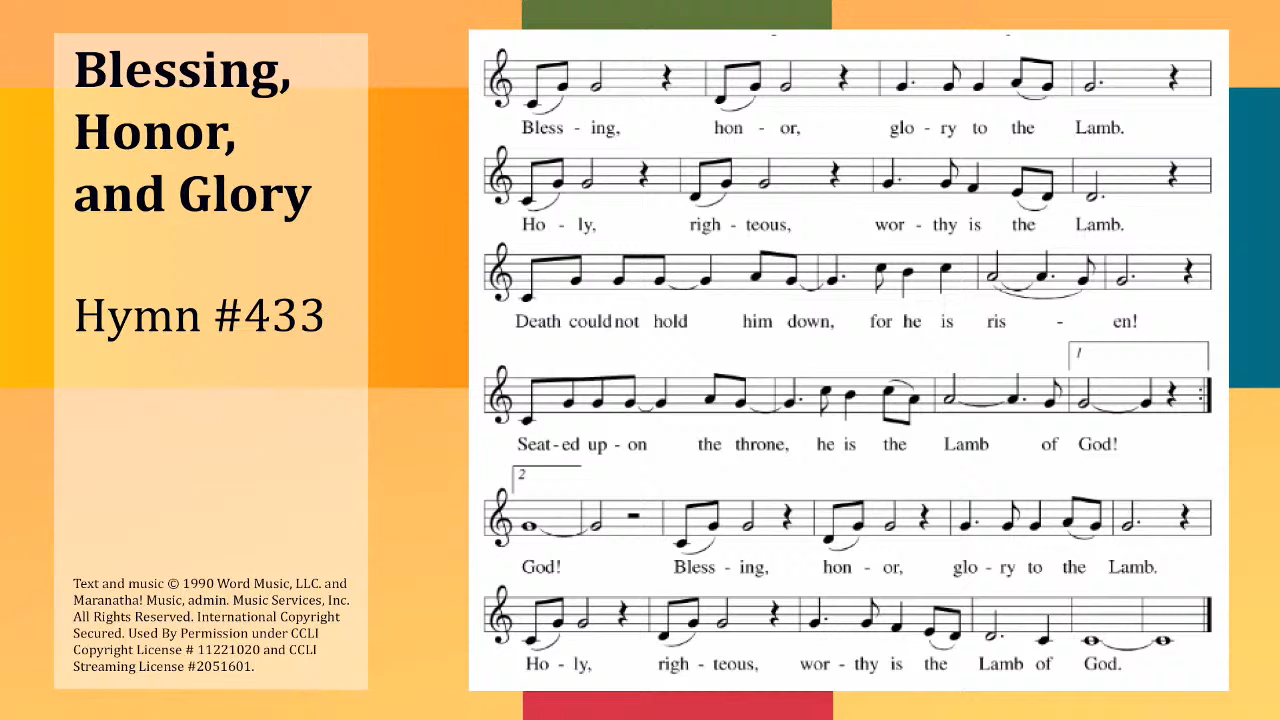 Blessing,
Honor,
and Glory
Hymn #433
Text and music © 1990 Word Music, LLC. and
Maranatha! Music, admin. Music Services, Inc.
All Rights Reserved. International Copyright
Secured. Used By Permission under CCLI
Copyright License # 11221020 and CCLI
Streaming License #2051601.
Bless - ing, hon - or, glo - ry to the Lamb.
Ho - ly, righ - teous, wor - thy is the Lamb.
Death could not hold him down, for he is ris - en!
1
Seat - ed up - on the throne, he is the Lamb of God!
2
God! Bless - ing, hon - or, glo - ry to the Lamb.
Ho - ly, righ - teous, wor - thy is the Lamb of God.